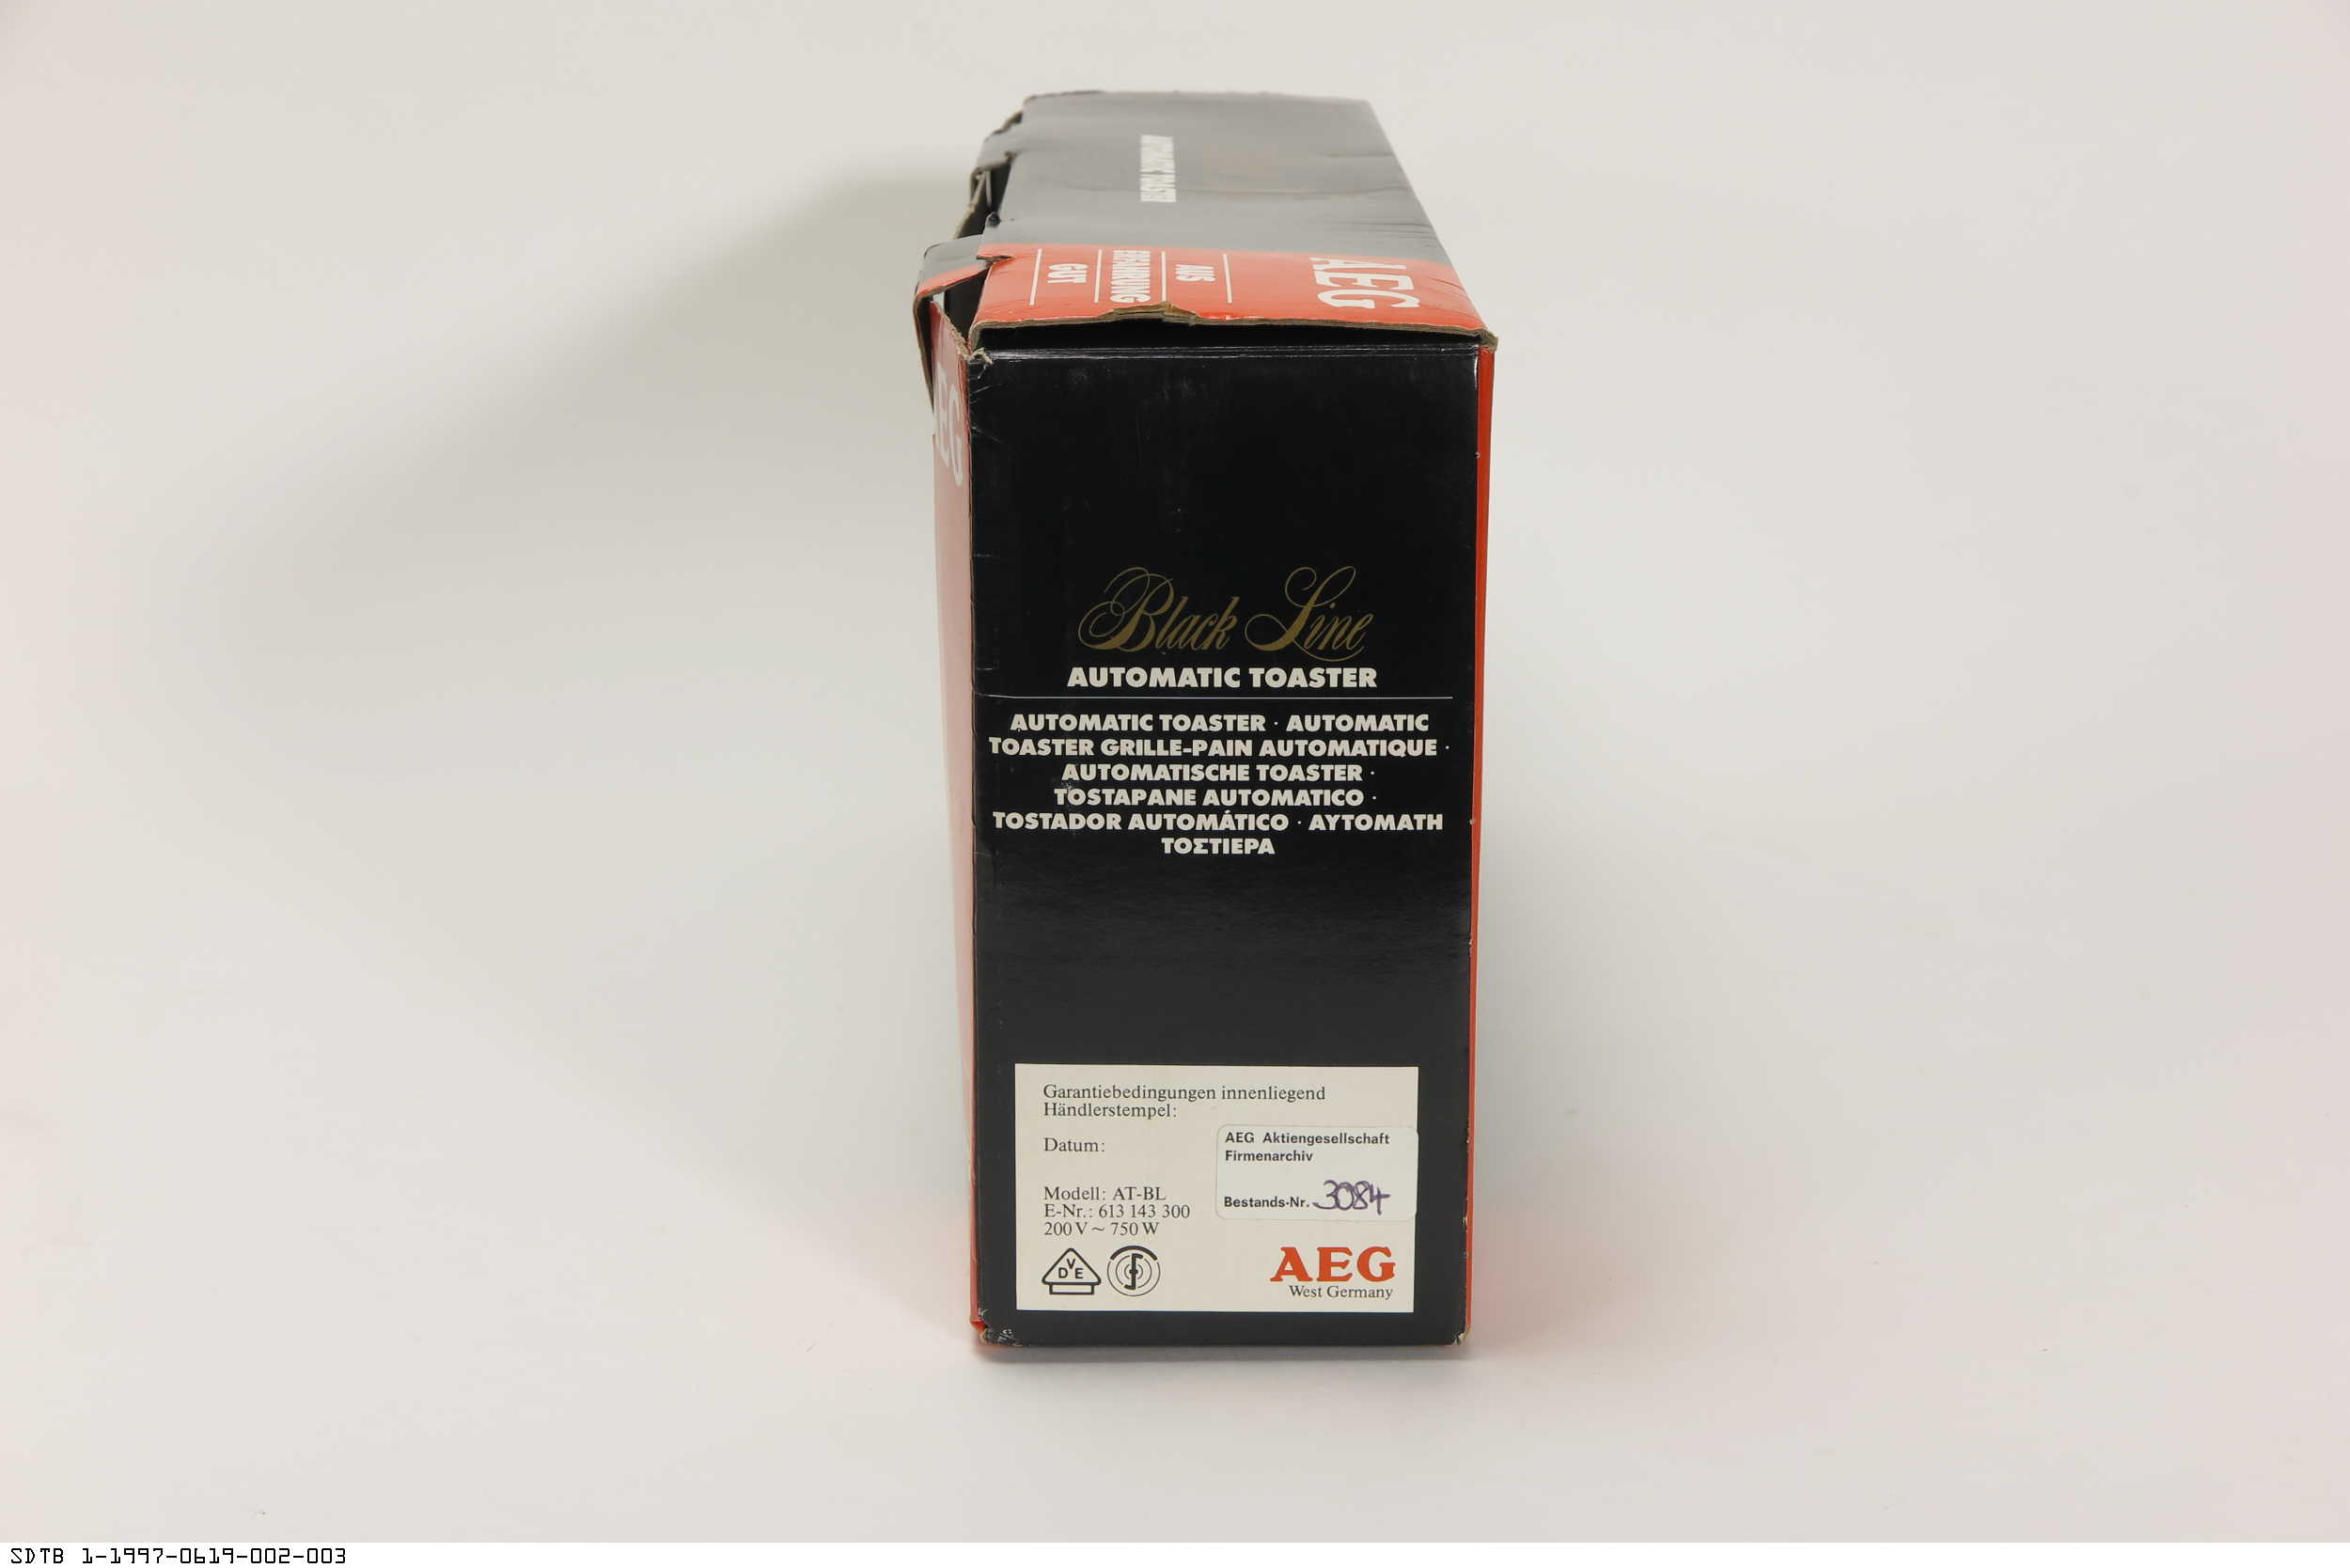 AUTOMATIC TOASTER
AEG
AUS
ERFAHRUNG
GUT
AEG
Black Line
AUTOMATIC TOASTER
AUTOMATIC TOASTER · AUTOMATIC
TOASTER GRILLE-PAIN AUTOMATIQUE ·
AUTOMATISCHE TOASTER ·
TOSTAPANE AUTOMATICO ·
TOSTADOR AUTOMÁTICO · ΑΥΤΟΜΑΤΗ
ΤΟΣΤΙΕΡΑ
Garantiebedingungen innenliegend
Händlerstempel:
Datum:
AEG Aktiengesellschaft
Firmenarchiv
Bestands-Nr. 3084
Modell: AT-BL
E-Nr.: 613 143 300
200 V ~ 750 W
VDE
AEG
West Germany
SDTB 1-1997-0619-002-003